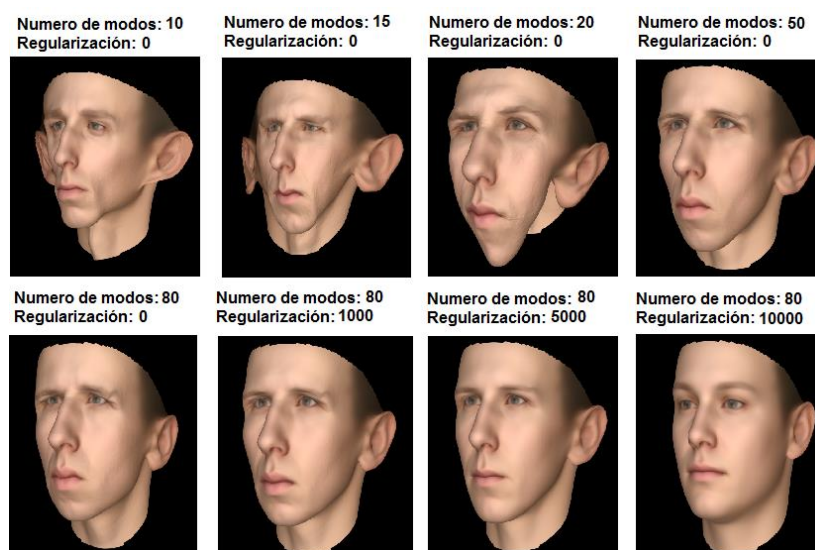 Numero de modos: 10
Regularización: 0
Numero de modos: 15
Regularización: 0
Numero de modos: 20
Regularización: 0
Numero de modos: 50
Regularización: 0
Numero de modos: 80
Regularización: 0
Numero de modos: 80
Regularización: 1000
Numero de modos: 80
Regularización: 5000
Numero de modos: 80
Regularización: 10000